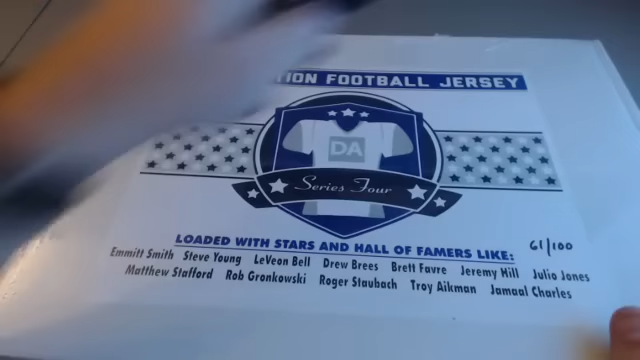 TION FOOTBALL JERSEY
DA
Series Four
LOADED WITH STARS AND HALL OF FAMERS LIKE:
61/100
Emmitt Smith Steve Young LeVeon Bell Drew Brees Brett Favre Jeremy Hill Julio Jones
Matthew Stafford Rob Gronkowski Roger Staubach Troy Aikman Jamaal Charles